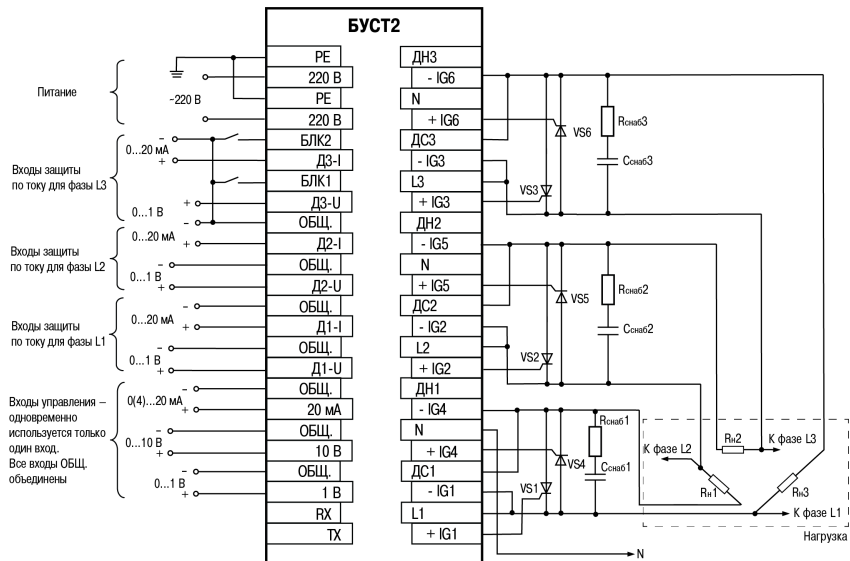 БУСТ2
PE
220 В
PE
220 В
БЛК2
Д3-I
БЛК1
Д3-U
ОБЩ.
Д2-I
ОБЩ.
Д2-U
ОБЩ.
Д1-I
ОБЩ.
Д1-U
ОБЩ.
20 мА
ОБЩ.
10 В
ОБЩ.
1 В
RX
TX
ДН3
- IG6
N
+ IG6
ДС3
- IG3
L3
+ IG3
ДН2
- IG5
N
+ IG5
ДС2
- IG2
L2
+ IG2
ДН1
- IG4
N
+ IG4
ДС1
- IG1
L1
+ IG1
Питание
~220 В
Входы защиты
по току для фазы L3
– 0...20 мА +
+ 0...1 В –
Входы защиты
по току для фазы L2
0...20 мА +
– 0...1 В +
Входы защиты
по току для фазы L1
– 0...20 мА +
– 0...1 В +
Входы управления –
одновременно
используется только
один вход.
Все входы ОБЩ.
объединены
– 0(4)...20 мА +
– 0...10 В +
– 0...1 В +
VS6
Rснаб3
Cснаб3
VS3
VS5
Rснаб2
Cснаб2
VS2
Rснаб1
VS4
Cснаб1
VS1
К фазе L2
Rн2
К фазе L3
Rн1
Rн3
К фазе L1
Нагрузка
N